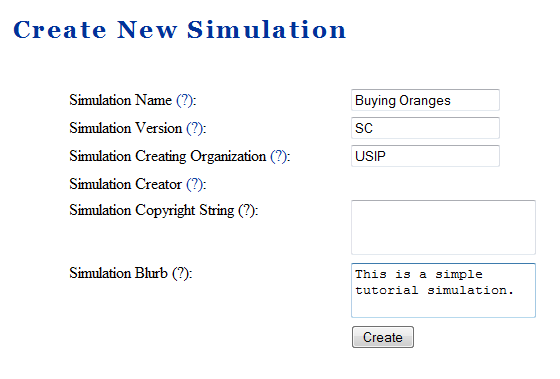 Create New Simulation
Simulation Name (?): Buying Oranges
Simulation Version (?): SC
Simulation Creating Organization (?): USIP
Simulation Creator (?):
Simulation Copyright String (?):
Simulation Blurb (?): This is a simple
tutorial simulation.
Create